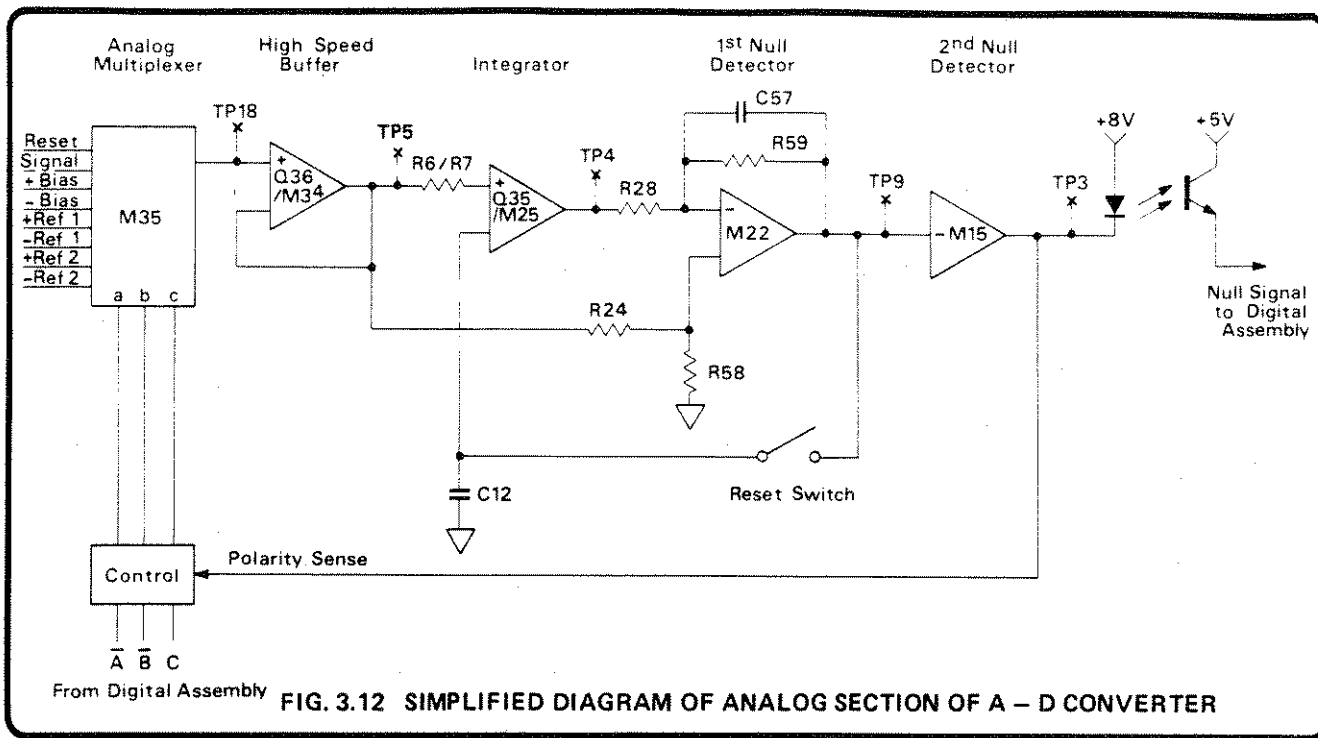 Analog
Multiplexer
High Speed
Buffer
Integrator
1st Null
Detector
2nd Null
Detector
TP18
TP5
R6/R7
TP4
R28
C57
R59
TP9
TP3
+8V
+5V
Reset
Signal
+ Bias
- Bias
+Ref 1
-Ref 1
+Ref 2
-Ref 2
M35
a b c
+
Q36
/M34
+
Q35
/M25
-
M22
-M15
Null Signal
to Digital
Assembly
R24
R58
C12
Reset Switch
Control
Polarity Sense
A B C
From Digital Assembly
FIG. 3.12 SIMPLIFIED DIAGRAM OF ANALOG SECTION OF A – D CONVERTER